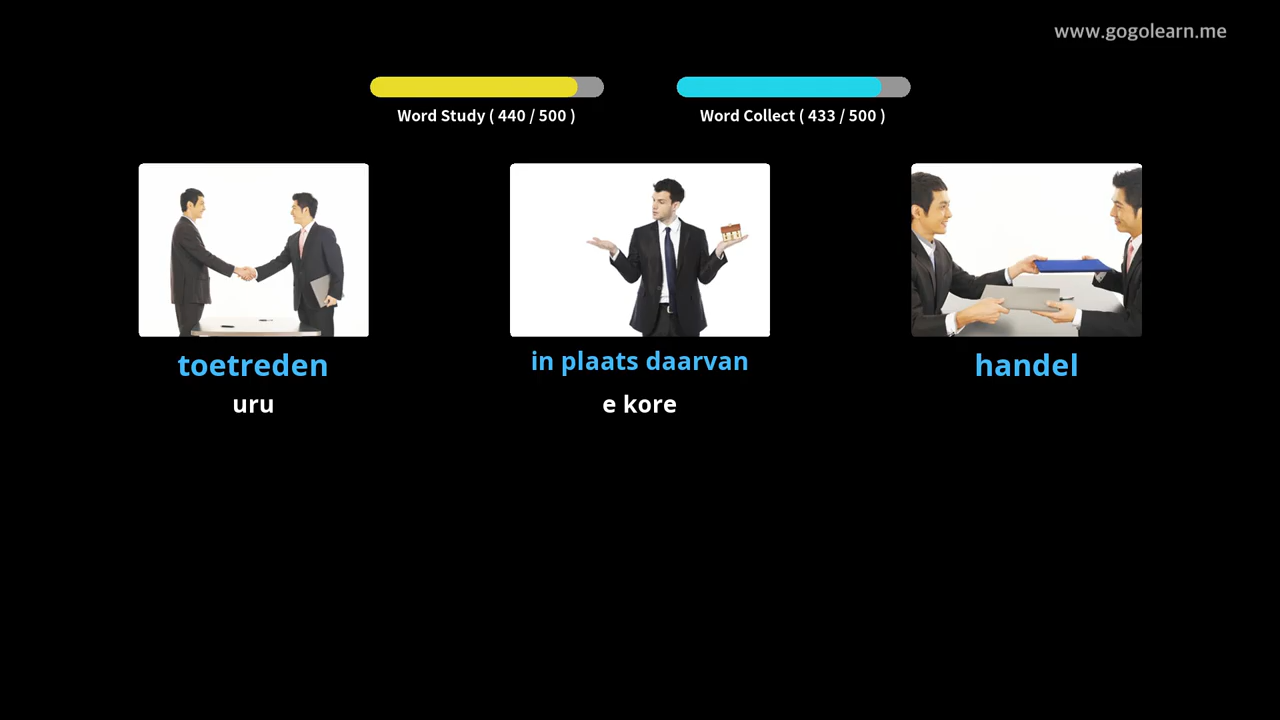 www.gogolearn.me
Word Study ( 440 / 500 )
Word Collect ( 433 / 500 )
toetreden
in plaats daarvan
handel
uru
e kore